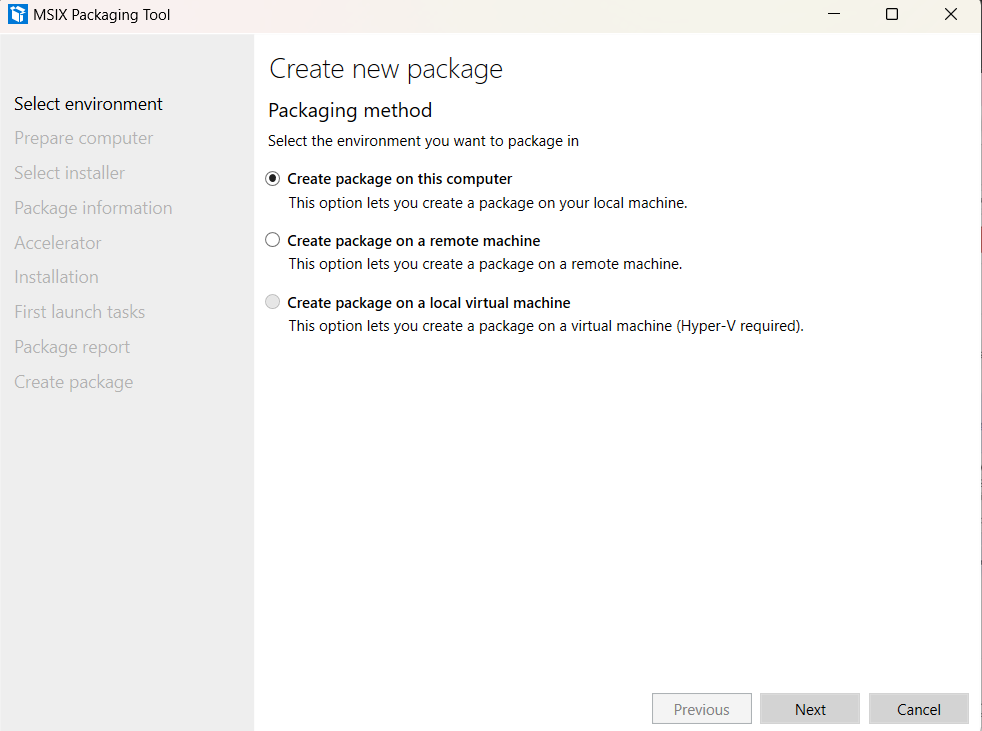 MSIX Packaging Tool
Select environment
Prepare computer
Select installer
Package information
Accelerator
Installation
First launch tasks
Package report
Create package
Create new package
Packaging method
Select the environment you want to package in
Create package on this computer
This option lets you create a package on your local machine.
Create package on a remote machine
This option lets you create a package on a remote machine.
Create package on a local virtual machine
This option lets you create a package on a virtual machine (Hyper-V required).
Previous Next Cancel